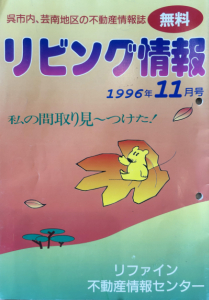 呉市内、芸南地区の不動産情報誌
無料
リビング情報
1996年11月号
私の間取り見〜つけた!
リファイン
不動産情報センター